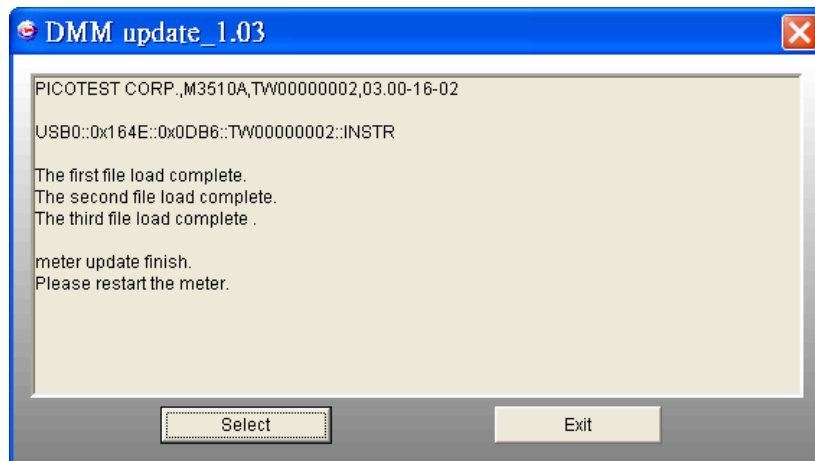 DMM update_1.03
PICOTEST CORP.,M3510A,TW00000002,03.00-16-02
USB0::0x164E::0x0DB6::TW00000002::INSTR
The first file load complete.
The second file load complete.
The third file load complete .
meter update finish.
Please restart the meter.
Select
Exit